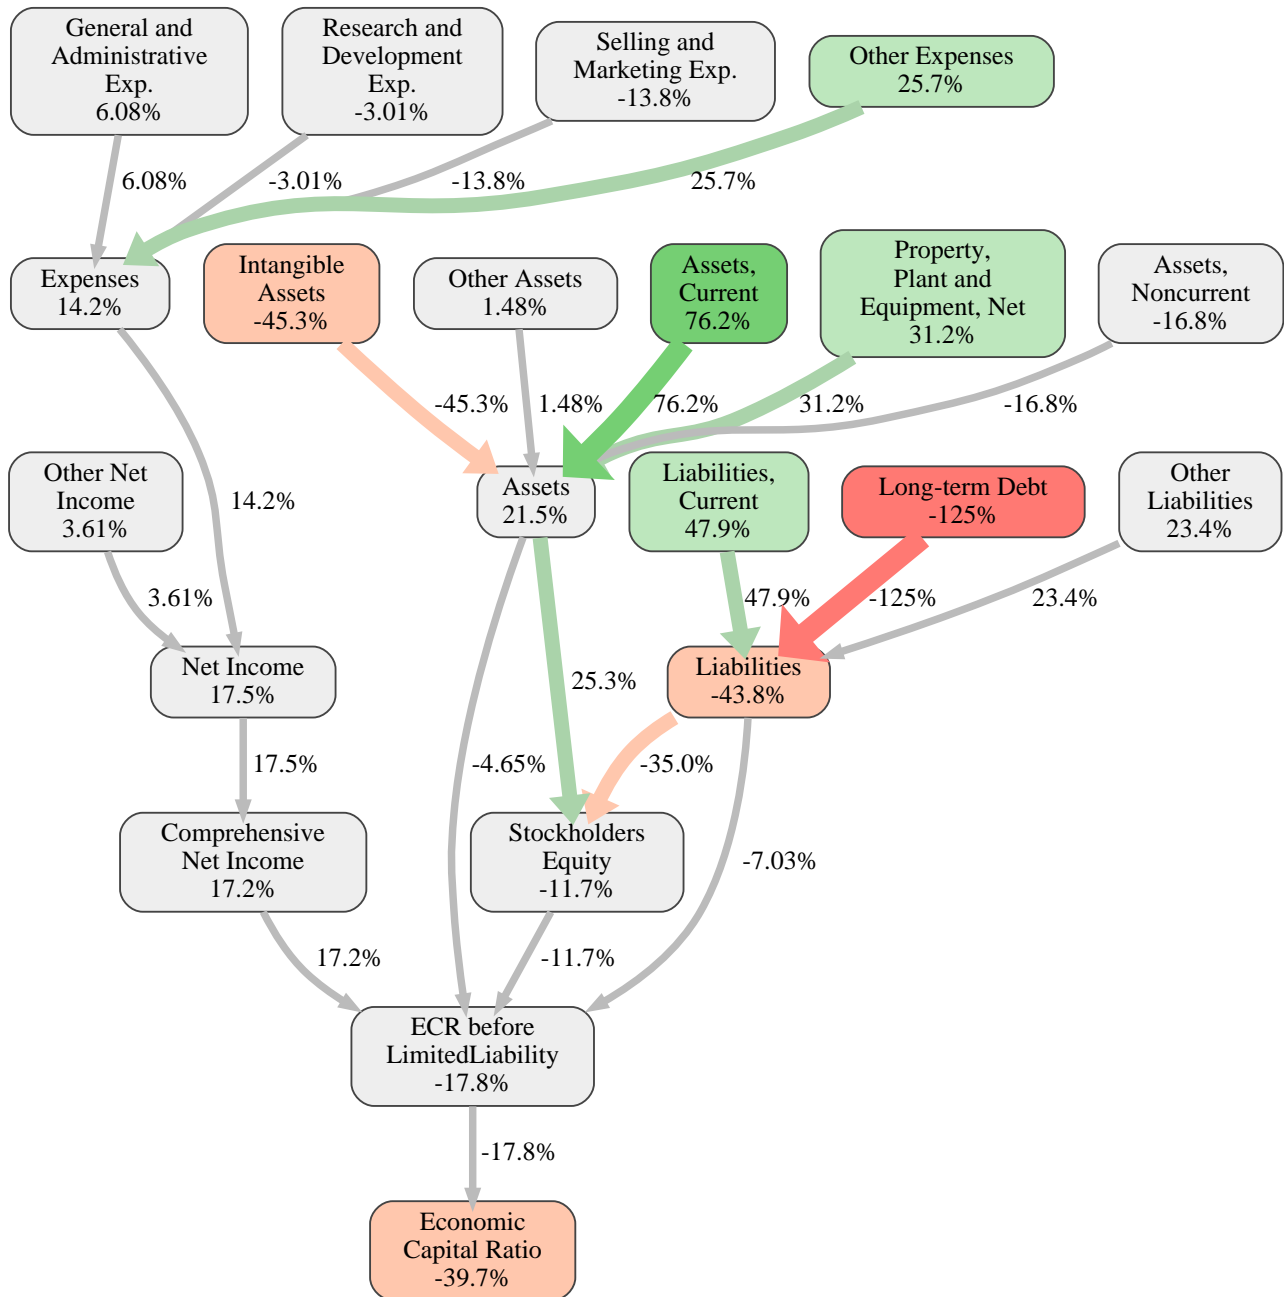 General and
Administrative
Exp.
6.08%
Research and
Development
Exp.
-3.01%
Selling and
Marketing Exp.
-13.8%
Other Expenses
25.7%
6.08%
-3.01%
-13.8%
25.7%
Expenses
14.2%
Intangible
Assets
-45.3%
Other Assets
1.48%
Assets,
Current
76.2%
Property,
Plant and
Equipment, Net
31.2%
Assets,
Noncurrent
-16.8%
-45.3%
1.48%
76.2%
31.2%
-16.8%
Other Net
Income
3.61%
14.2%
Assets
21.5%
Liabilities,
Current
47.9%
Long-term Debt
-125%
Other
Liabilities
23.4%
3.61%
47.9%
-125%
23.4%
Net Income
17.5%
25.3%
Liabilities
-43.8%
17.5%
-4.65%
-35.0%
Comprehensive
Net Income
17.2%
Stockholders
Equity
-11.7%
-7.03%
17.2%
-11.7%
ECR before
LimitedLiability
-17.8%
-17.8%
Economic
Capital Ratio
-39.7%